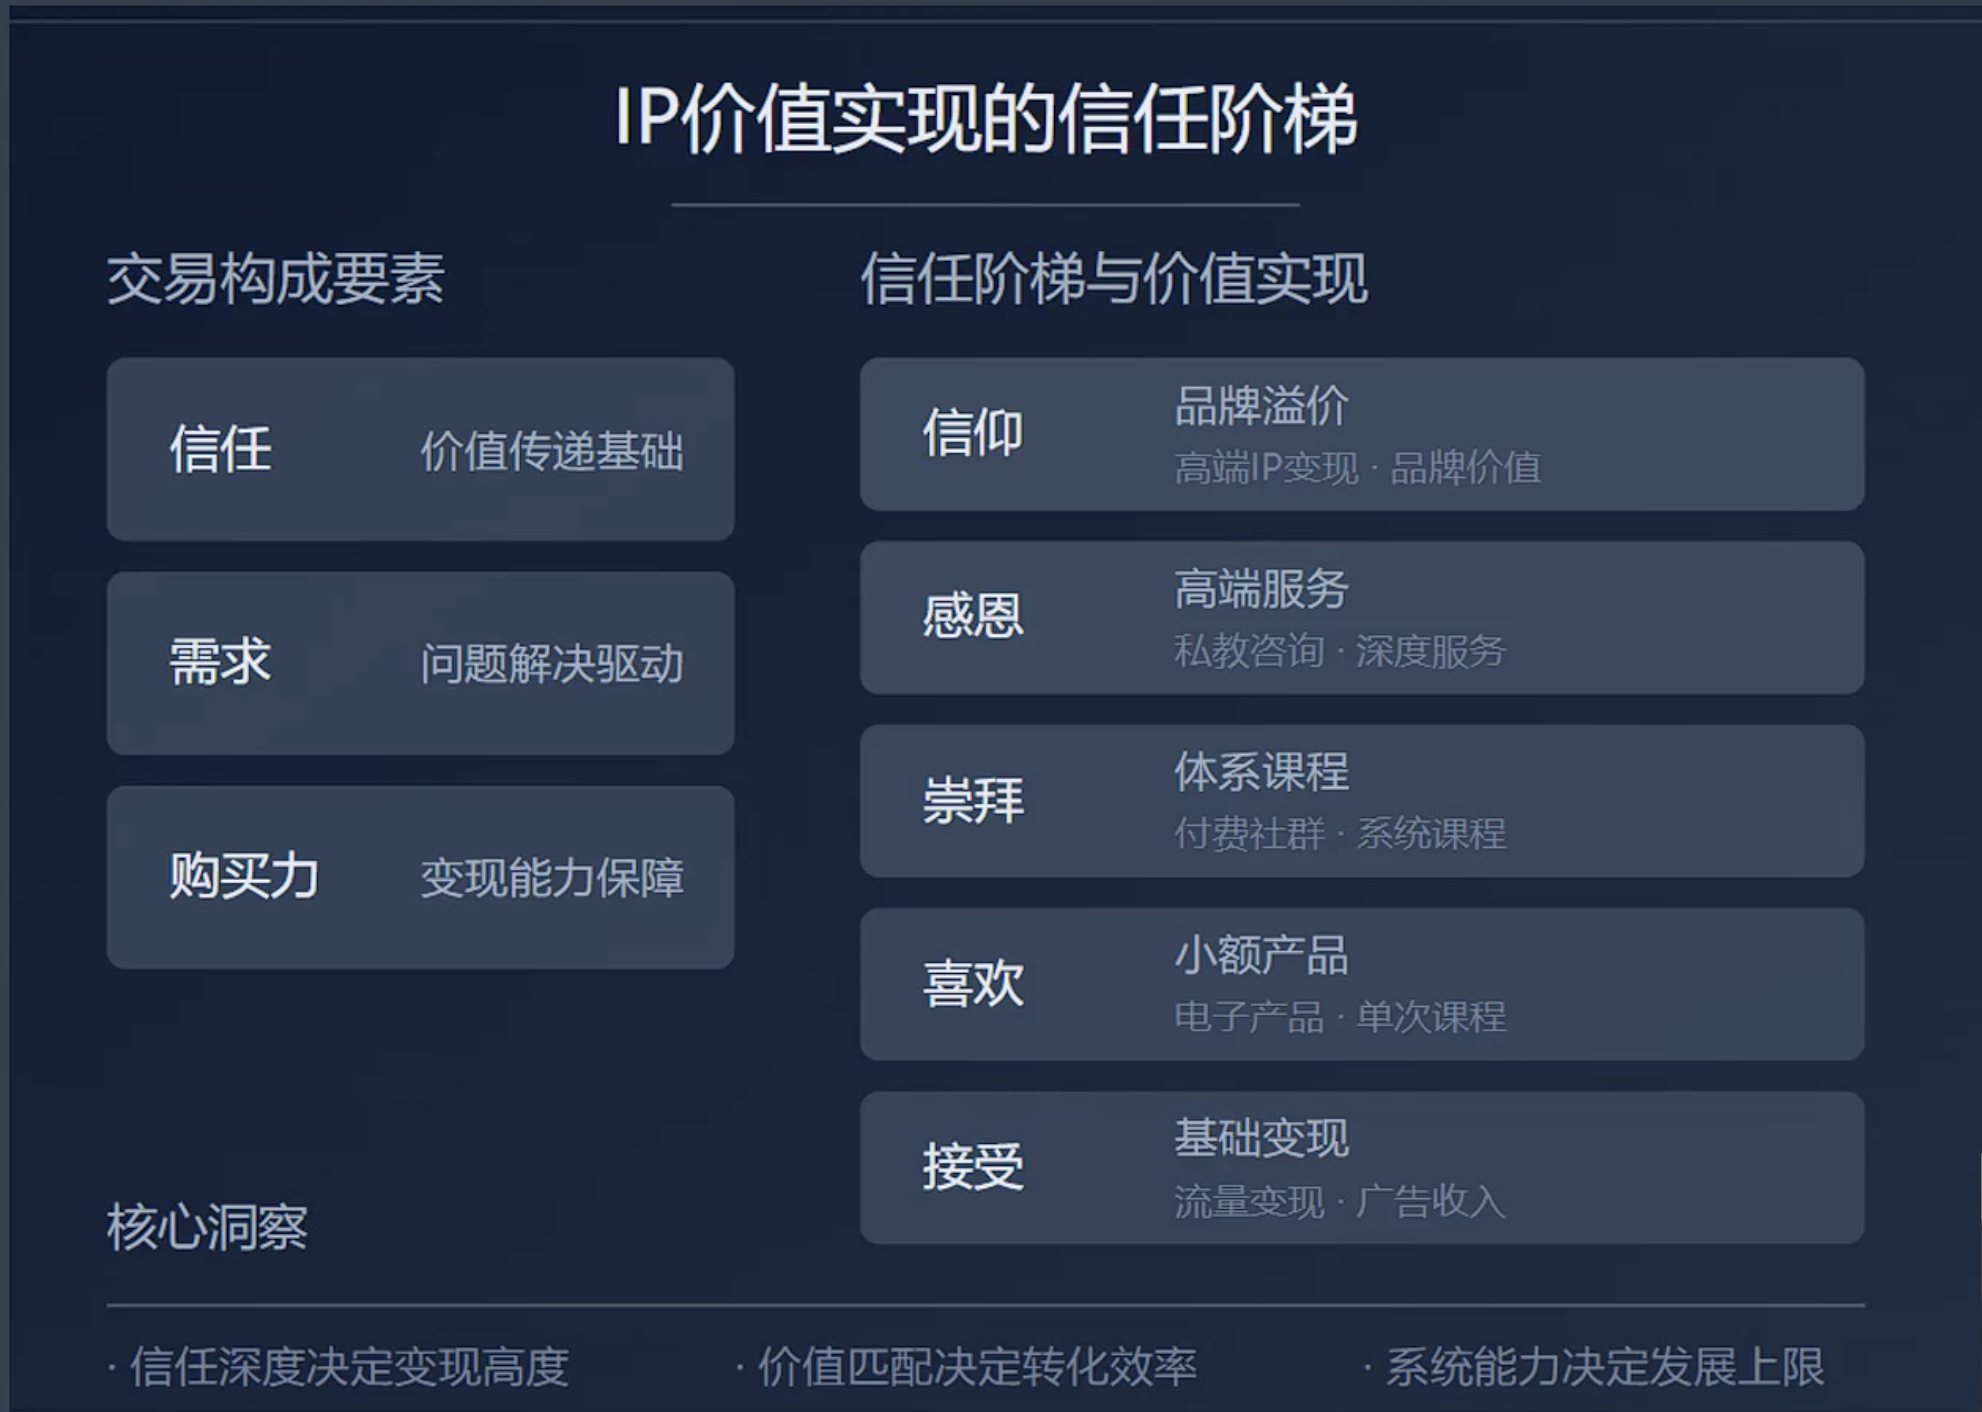 IP价值实现的信任阶梯
交易构成要素
信任 价值传递基础
需求 问题解决驱动
购买力 变现能力保障
信任阶梯与价值实现
信仰 品牌溢价
高端IP变现 · 品牌价值
感恩 高端服务
私教咨询 · 深度服务
崇拜 体系课程
付费社群 · 系统课程
喜欢 小额产品
电子产品 · 单次课程
接受 基础变现
流量变现 · 广告收入
核心洞察
· 信任深度决定变现高度 · 价值匹配决定转化效率 · 系统能力决定发展上限